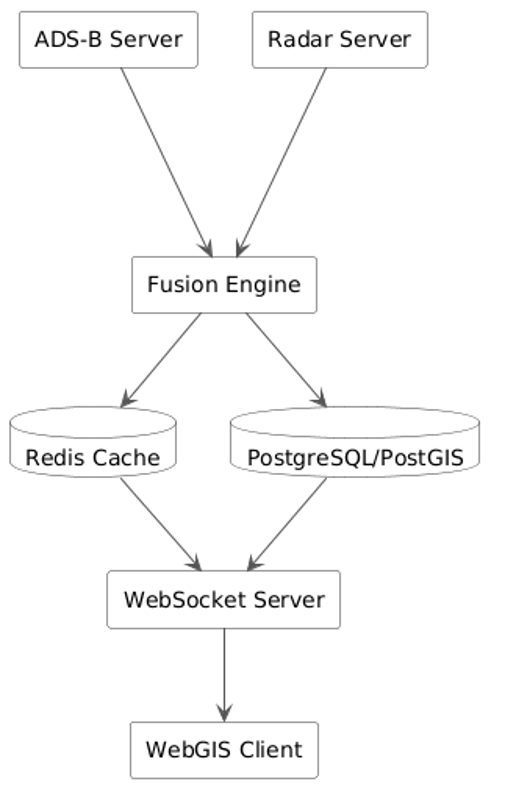 ADS-B Server
Radar Server
Fusion Engine
Redis Cache
PostgreSQL/PostGIS
WebSocket Server
WebGIS Client